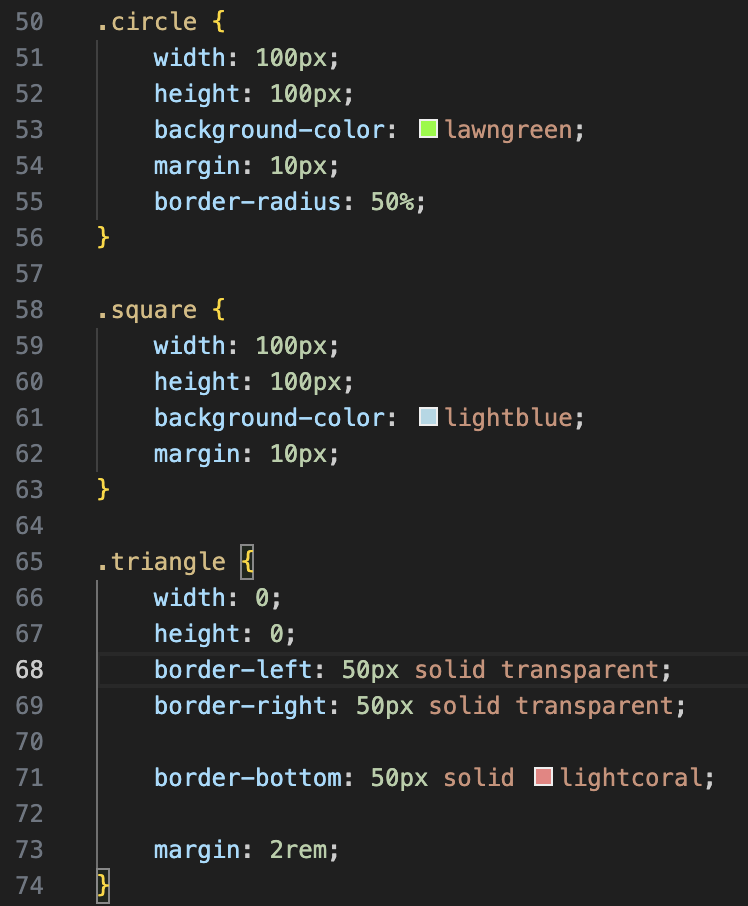 50 .circle {
51     width: 100px;
52     height: 100px;
53     background-color: lawngreen;
54     margin: 10px;
55     border-radius: 50%;
56 }
57
58 .square {
59     width: 100px;
60     height: 100px;
61     background-color: lightblue;
62     margin: 10px;
63 }
64
65 .triangle {
66     width: 0;
67     height: 0;
68     border-left: 50px solid transparent;
69     border-right: 50px solid transparent;
70
71     border-bottom: 50px solid lightcoral;
72
73     margin: 2rem;
74 }